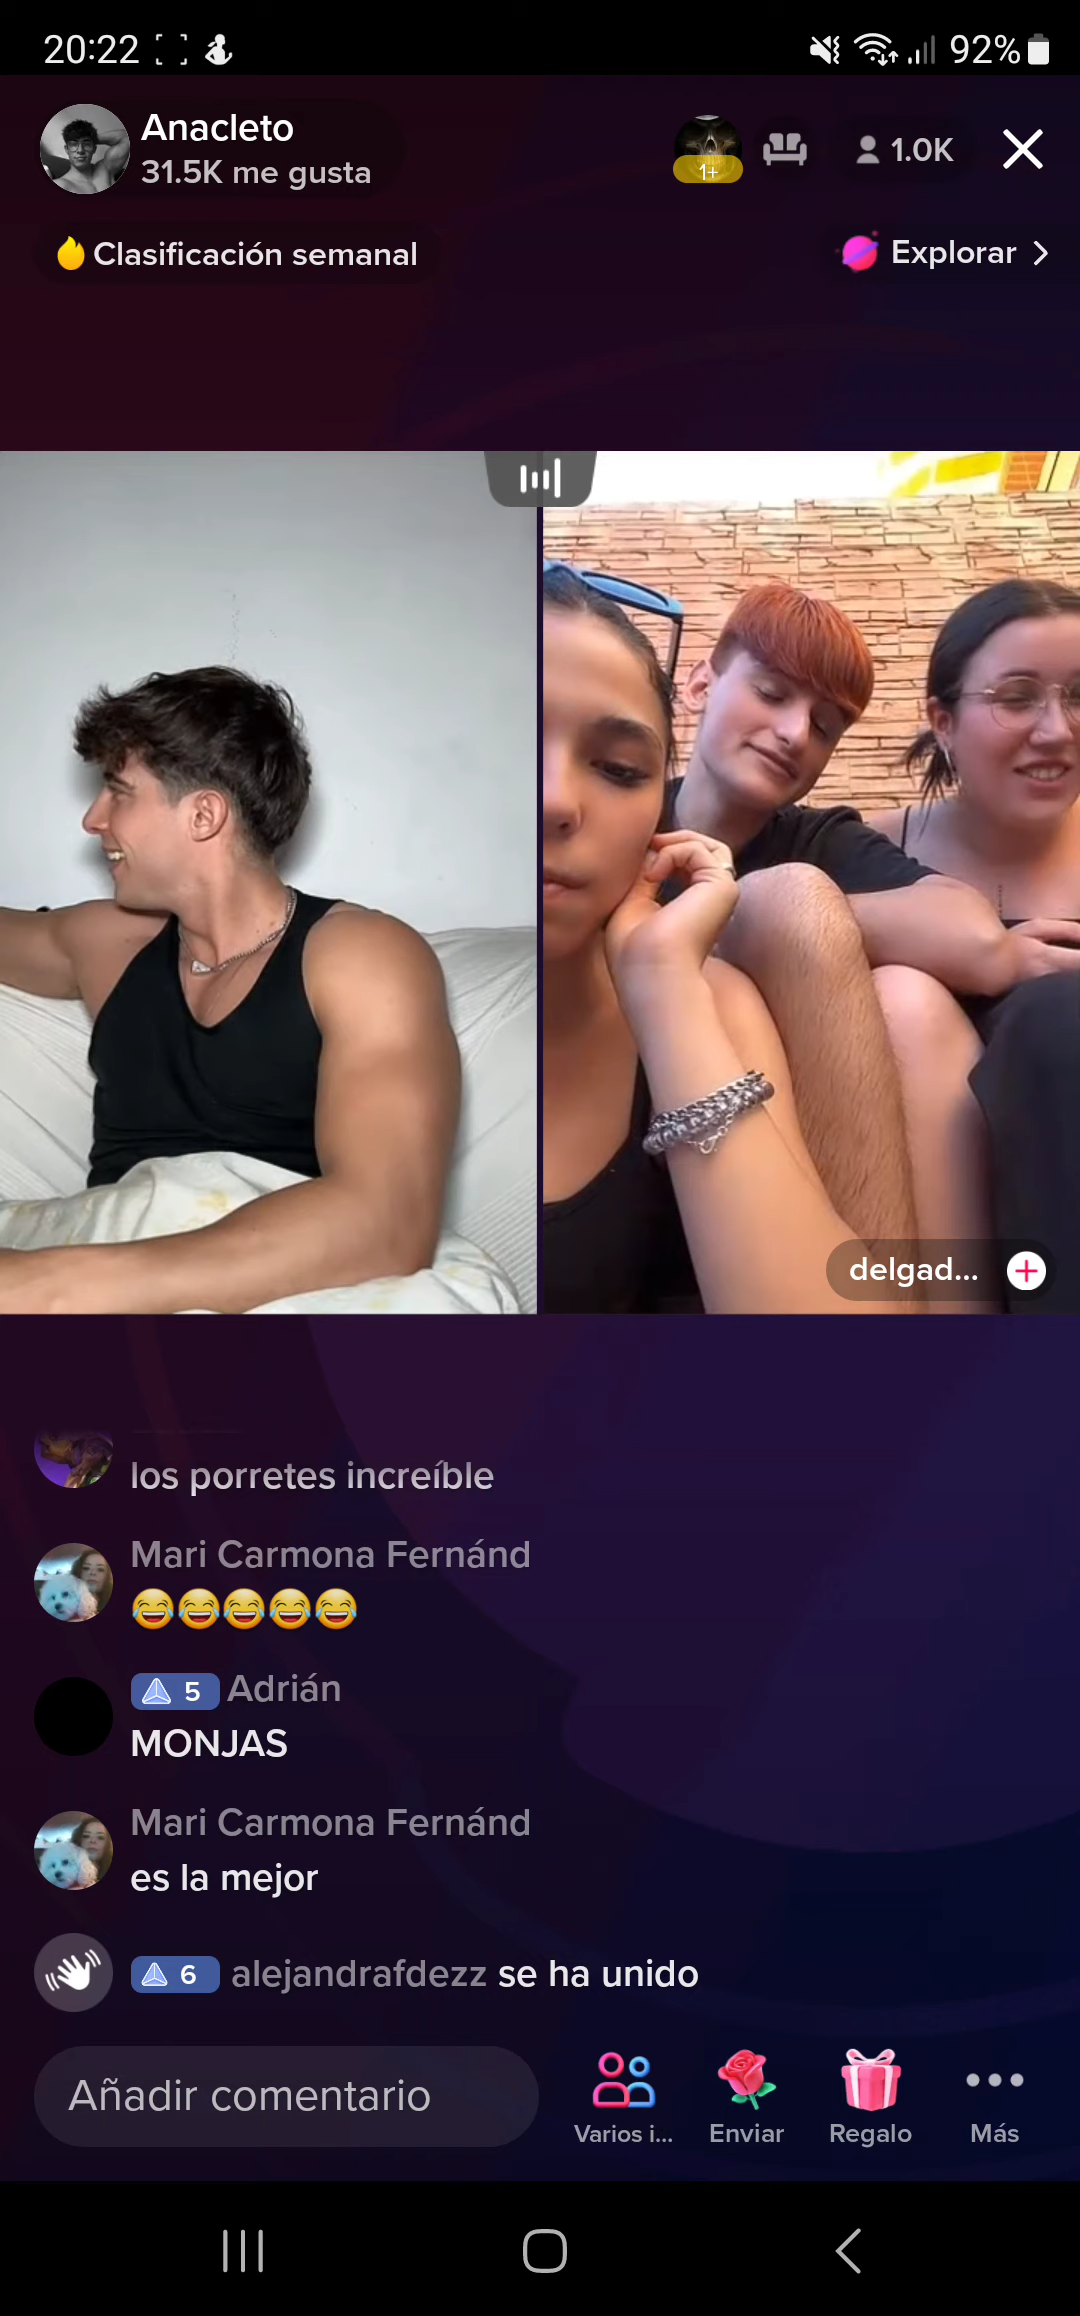 20:22
92%
Anacleto
31.5K me gusta
1+
1.0K
Clasificación semanal
Explorar
delgad...
los porretes increíble
Mari Carmona Fernánd
😂😂😂😂😂
5 Adrián
MONJAS
Mari Carmona Fernánd
es la mejor
6 alejandrafdezz se ha unido
Añadir comentario
Varios i...
Enviar
Regalo
Más